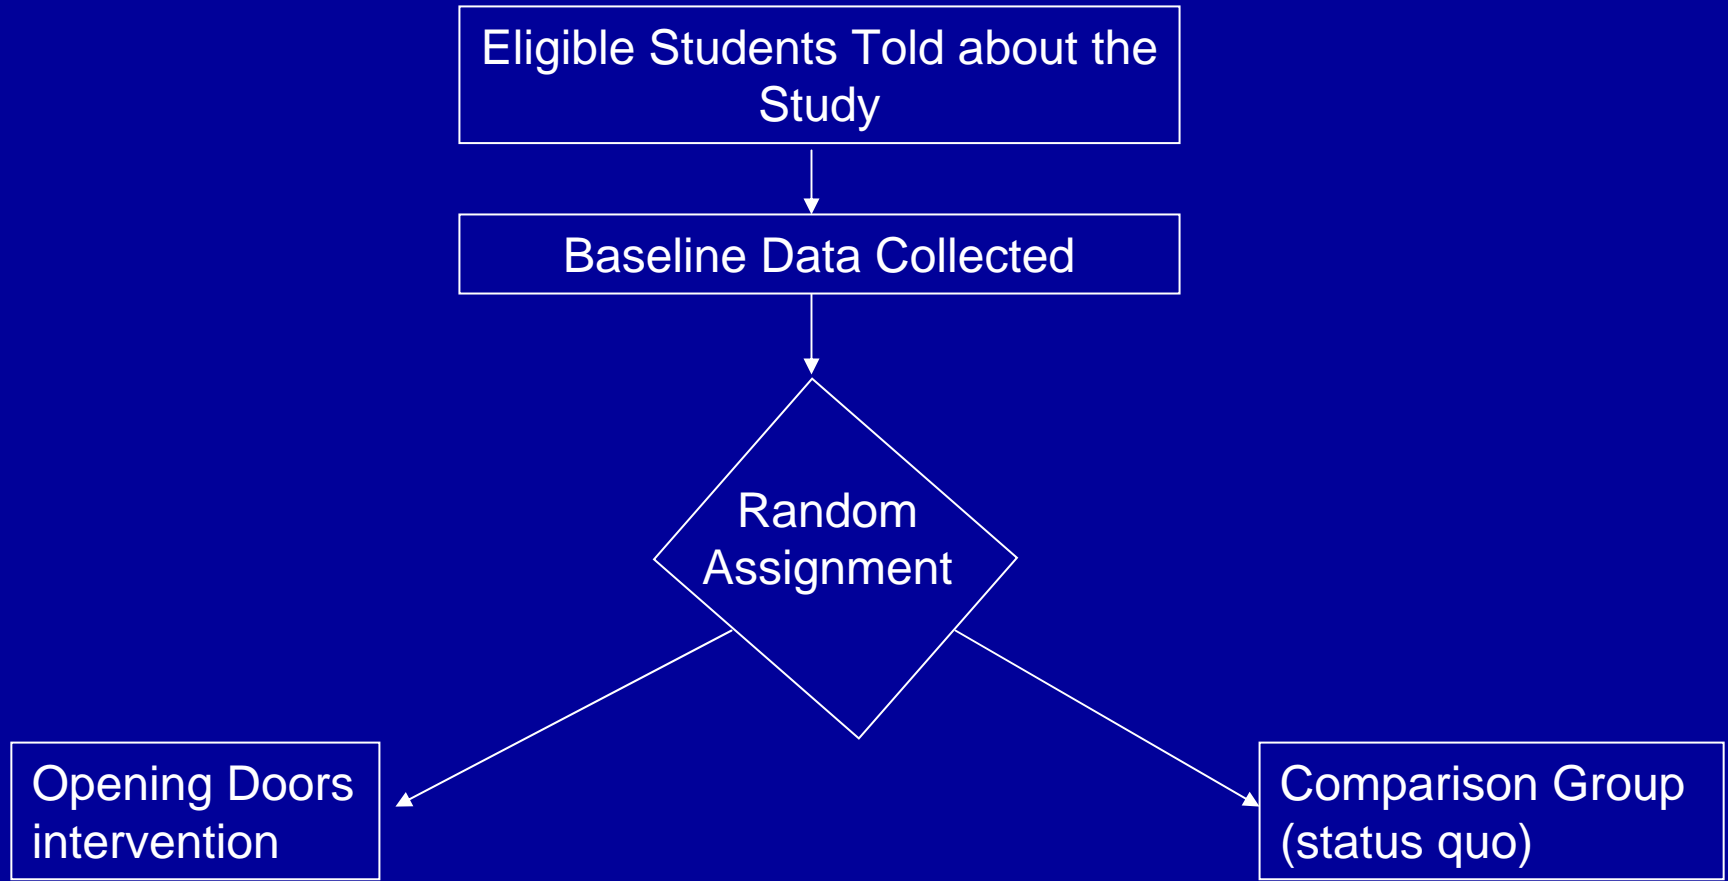 Eligible Students Told about the
Study
Baseline Data Collected
Random
Assignment
Opening Doors
intervention
Comparison Group
(status quo)